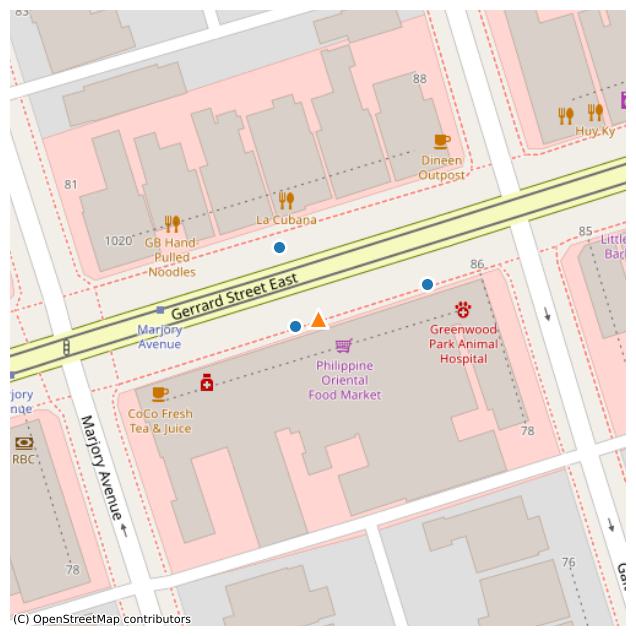 83
88
Huy Ky
Dineen
Outpost
81
La Cubana
1020
GB Hand-
Pulled
Noodles
85
Little
Bac
86
Gerrard Street East
Marjory
Avenue
Greenwood
Park Animal
Hospital
Philippine
Oriental
Food Market
jory
nue
CoCo Fresh
Tea & Juice
RBC
Marjory Avenue
78
78
76
(C) OpenStreetMap contributors